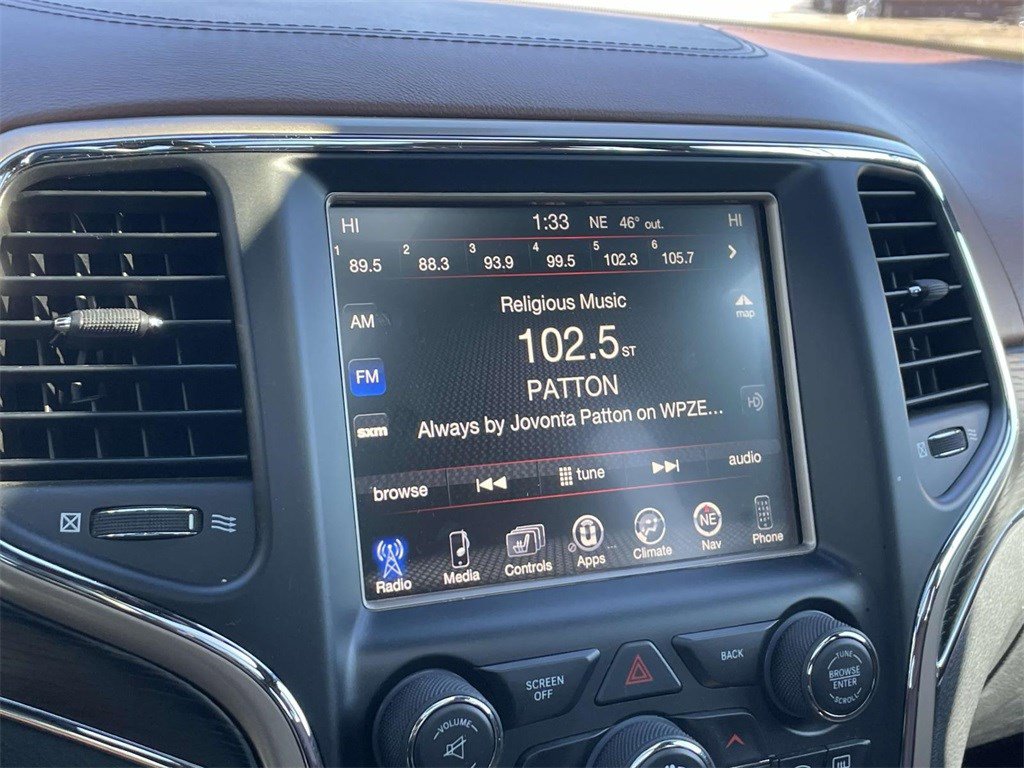 HI 1:33 NE 46° out. HI
1 89.5 2 88.3 3 93.9 4 99.5 5 102.3 6 105.7
Religious Music
AM
map
102.5 ST
FM
PATTON
HD
sxm
Always by Jovonta Patton on WPZE...
browse tune audio
Radio Media Controls Apps Climate NE Nav Phone
SCREEN
OFF
BACK
TUNE
BROWSE
ENTER
SCROLL
VOLUME